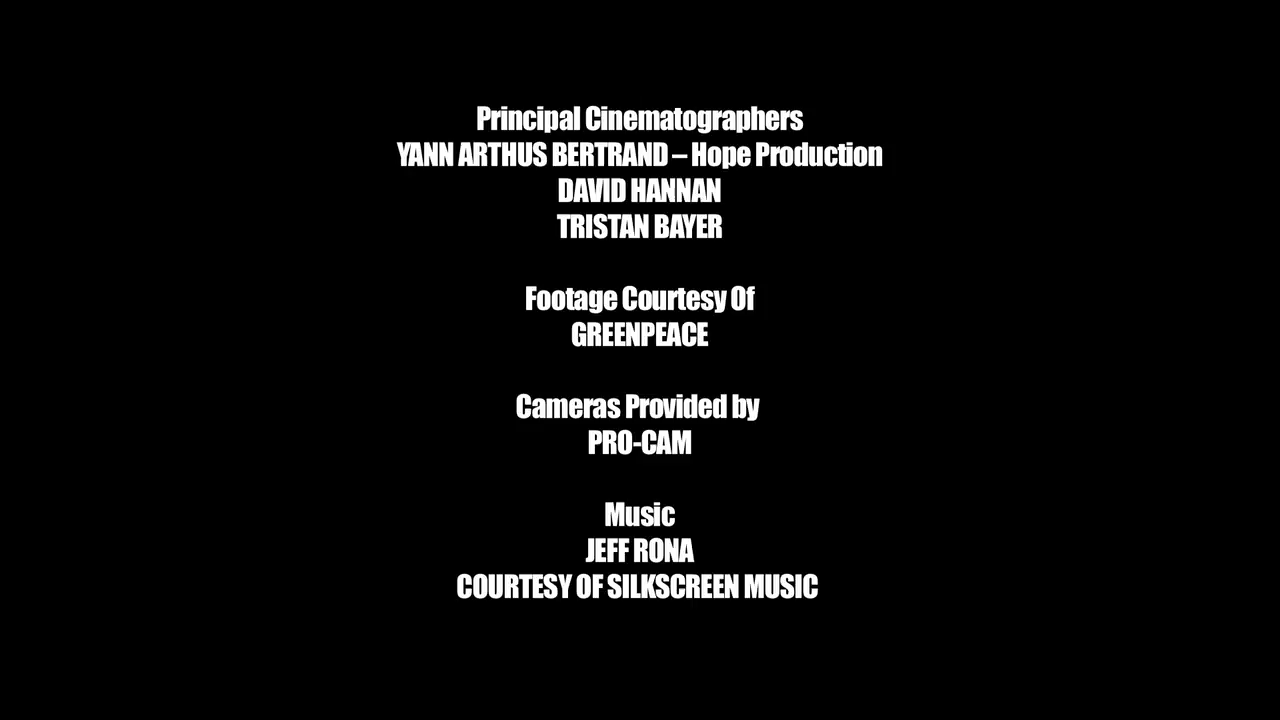 Principal Cinematographers
YANN ARTHUS BERTRAND – Hope Production
DAVID HANNAN
TRISTAN BAYER
Footage Courtesy Of
GREENPEACE
Cameras Provided by
PRO-CAM
Music
JEFF RONA
COURTESY OF SILKSCREEN MUSIC